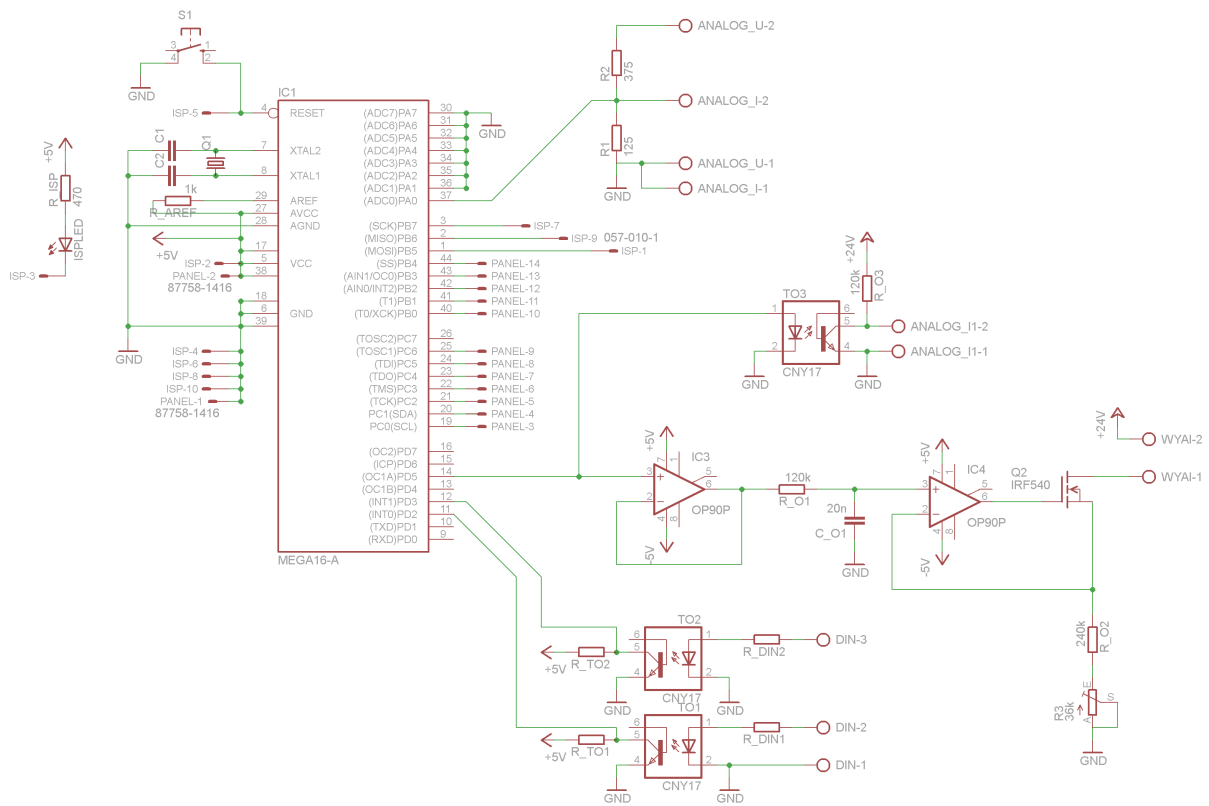 S1
3
1
4
2
GND
ISP-5
IC1
4
RESET
C1
C2
Q1
7
XTAL2
8
XTAL1
1k
R_AREF
29
AREF
27
AVCC
28
AGND
+5V
17
ISP-2
5
VCC
PANEL-2
38
87758-1416
18
6
GND
39
GND
ISP-4
ISP-6
ISP-8
ISP-10
PANEL-1
87758-1416
MEGA16-A
+5V
R_ISP
470
ISPLED
ISP-3
(ADC7)PA7
30
(ADC6)PA6
31
(ADC5)PA5
32
(ADC4)PA4
33
(ADC3)PA3
34
(ADC2)PA2
35
(ADC1)PA1
36
(ADC0)PA0
37
GND
(SCK)PB7
3
ISP-7
(MISO)PB6
2
ISP-9
057-010-1
(MOSI)PB5
1
ISP-1
(SS)PB4
44
PANEL-14
(AIN1/OC0)PB3
43
PANEL-13
(AIN0/INT2)PB2
42
PANEL-12
(T1)PB1
41
PANEL-11
(T0/XCK)PB0
40
PANEL-10
(TOSC2)PC7
26
(TOSC1)PC6
25
PANEL-9
(TDI)PC5
24
PANEL-8
(TDO)PC4
23
PANEL-7
(TMS)PC3
22
PANEL-6
(TCK)PC2
21
PANEL-5
PC1(SDA)
20
PANEL-4
PC0(SCL)
19
PANEL-3
(OC2)PD7
16
(ICP)PD6
15
(OC1A)PD5
14
(OC1B)PD4
13
(INT1)PD3
12
(INT0)PD2
11
(TXD)PD1
10
(RXD)PD0
9
ANALOG_U-2
R2
375
ANALOG_I-2
R1
125
GND
ANALOG_U-1
ANALOG_I-1
+24V
120k
R_O3
TO3
1
2
6
5
4
CNY17
GND
GND
ANALOG_I1-2
ANALOG_I1-1
+5V
7
1
IC3
3
2
5
6
4
8
OP90P
-5V
120k
R_O1
20n
C_O1
GND
+5V
7
1
IC4
3
2
5
6
4
8
OP90P
-5V
Q2
IRF540
+24V
WYAI-2
WYAI-1
240k
R_O2
R3
36k
E
S
A
GND
TO2
6
5
4
1
2
CNY17
+5V
R_TO2
GND
GND
R_DIN2
DIN-3
TO1
6
5
4
1
2
CNY17
+5V
R_TO1
GND
GND
R_DIN1
DIN-2
DIN-1